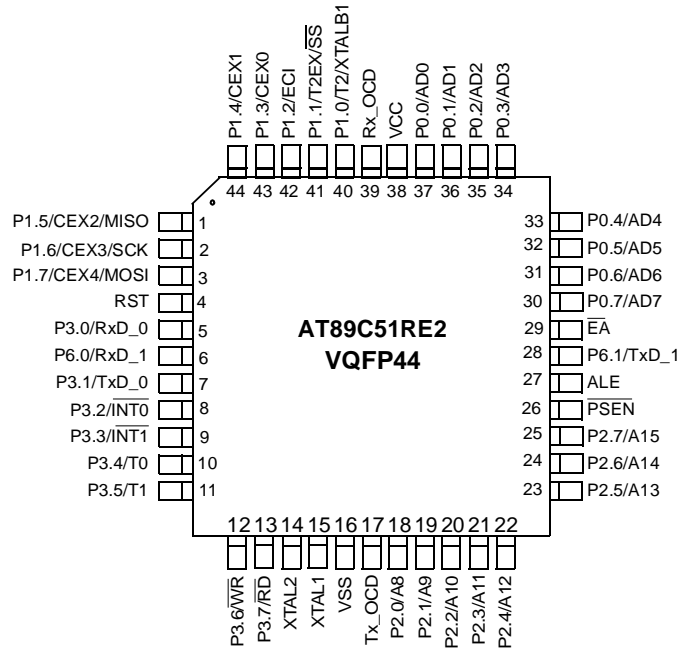 P1.4/CEX1
P1.3/CEX0
P1.2/ECI
P1.1/T2EX/S̅S̅
P1.0/T2/XTALB1
Rx_OCD
VCC
P0.0/AD0
P0.1/AD1
P0.2/AD2
P0.3/AD3
44 43 42 41 40 39 38 37 36 35 34
P1.5/CEX2/MISO 1
P1.6/CEX3/SCK 2
P1.7/CEX4/MOSI 3
RST 4
P3.0/RxD_0 5
P6.0/RxD_1 6
P3.1/TxD_0 7
P3.2/I̅N̅T̅0̅ 8
P3.3/I̅N̅T̅1̅ 9
P3.4/T0 10
P3.5/T1 11
AT89C51RE2
VQFP44
33 P0.4/AD4
32 P0.5/AD5
31 P0.6/AD6
30 P0.7/AD7
29 E̅A̅
28 P6.1/TxD_1
27 ALE
26 P̅S̅E̅N̅
25 P2.7/A15
24 P2.6/A14
23 P2.5/A13
12 13 14 15 16 17 18 19 20 21 22
P3.6/W̅R̅
P3.7/R̅D̅
XTAL2
XTAL1
VSS
Tx_OCD
P2.0/A8
P2.1/A9
P2.2/A10
P2.3/A11
P2.4/A12